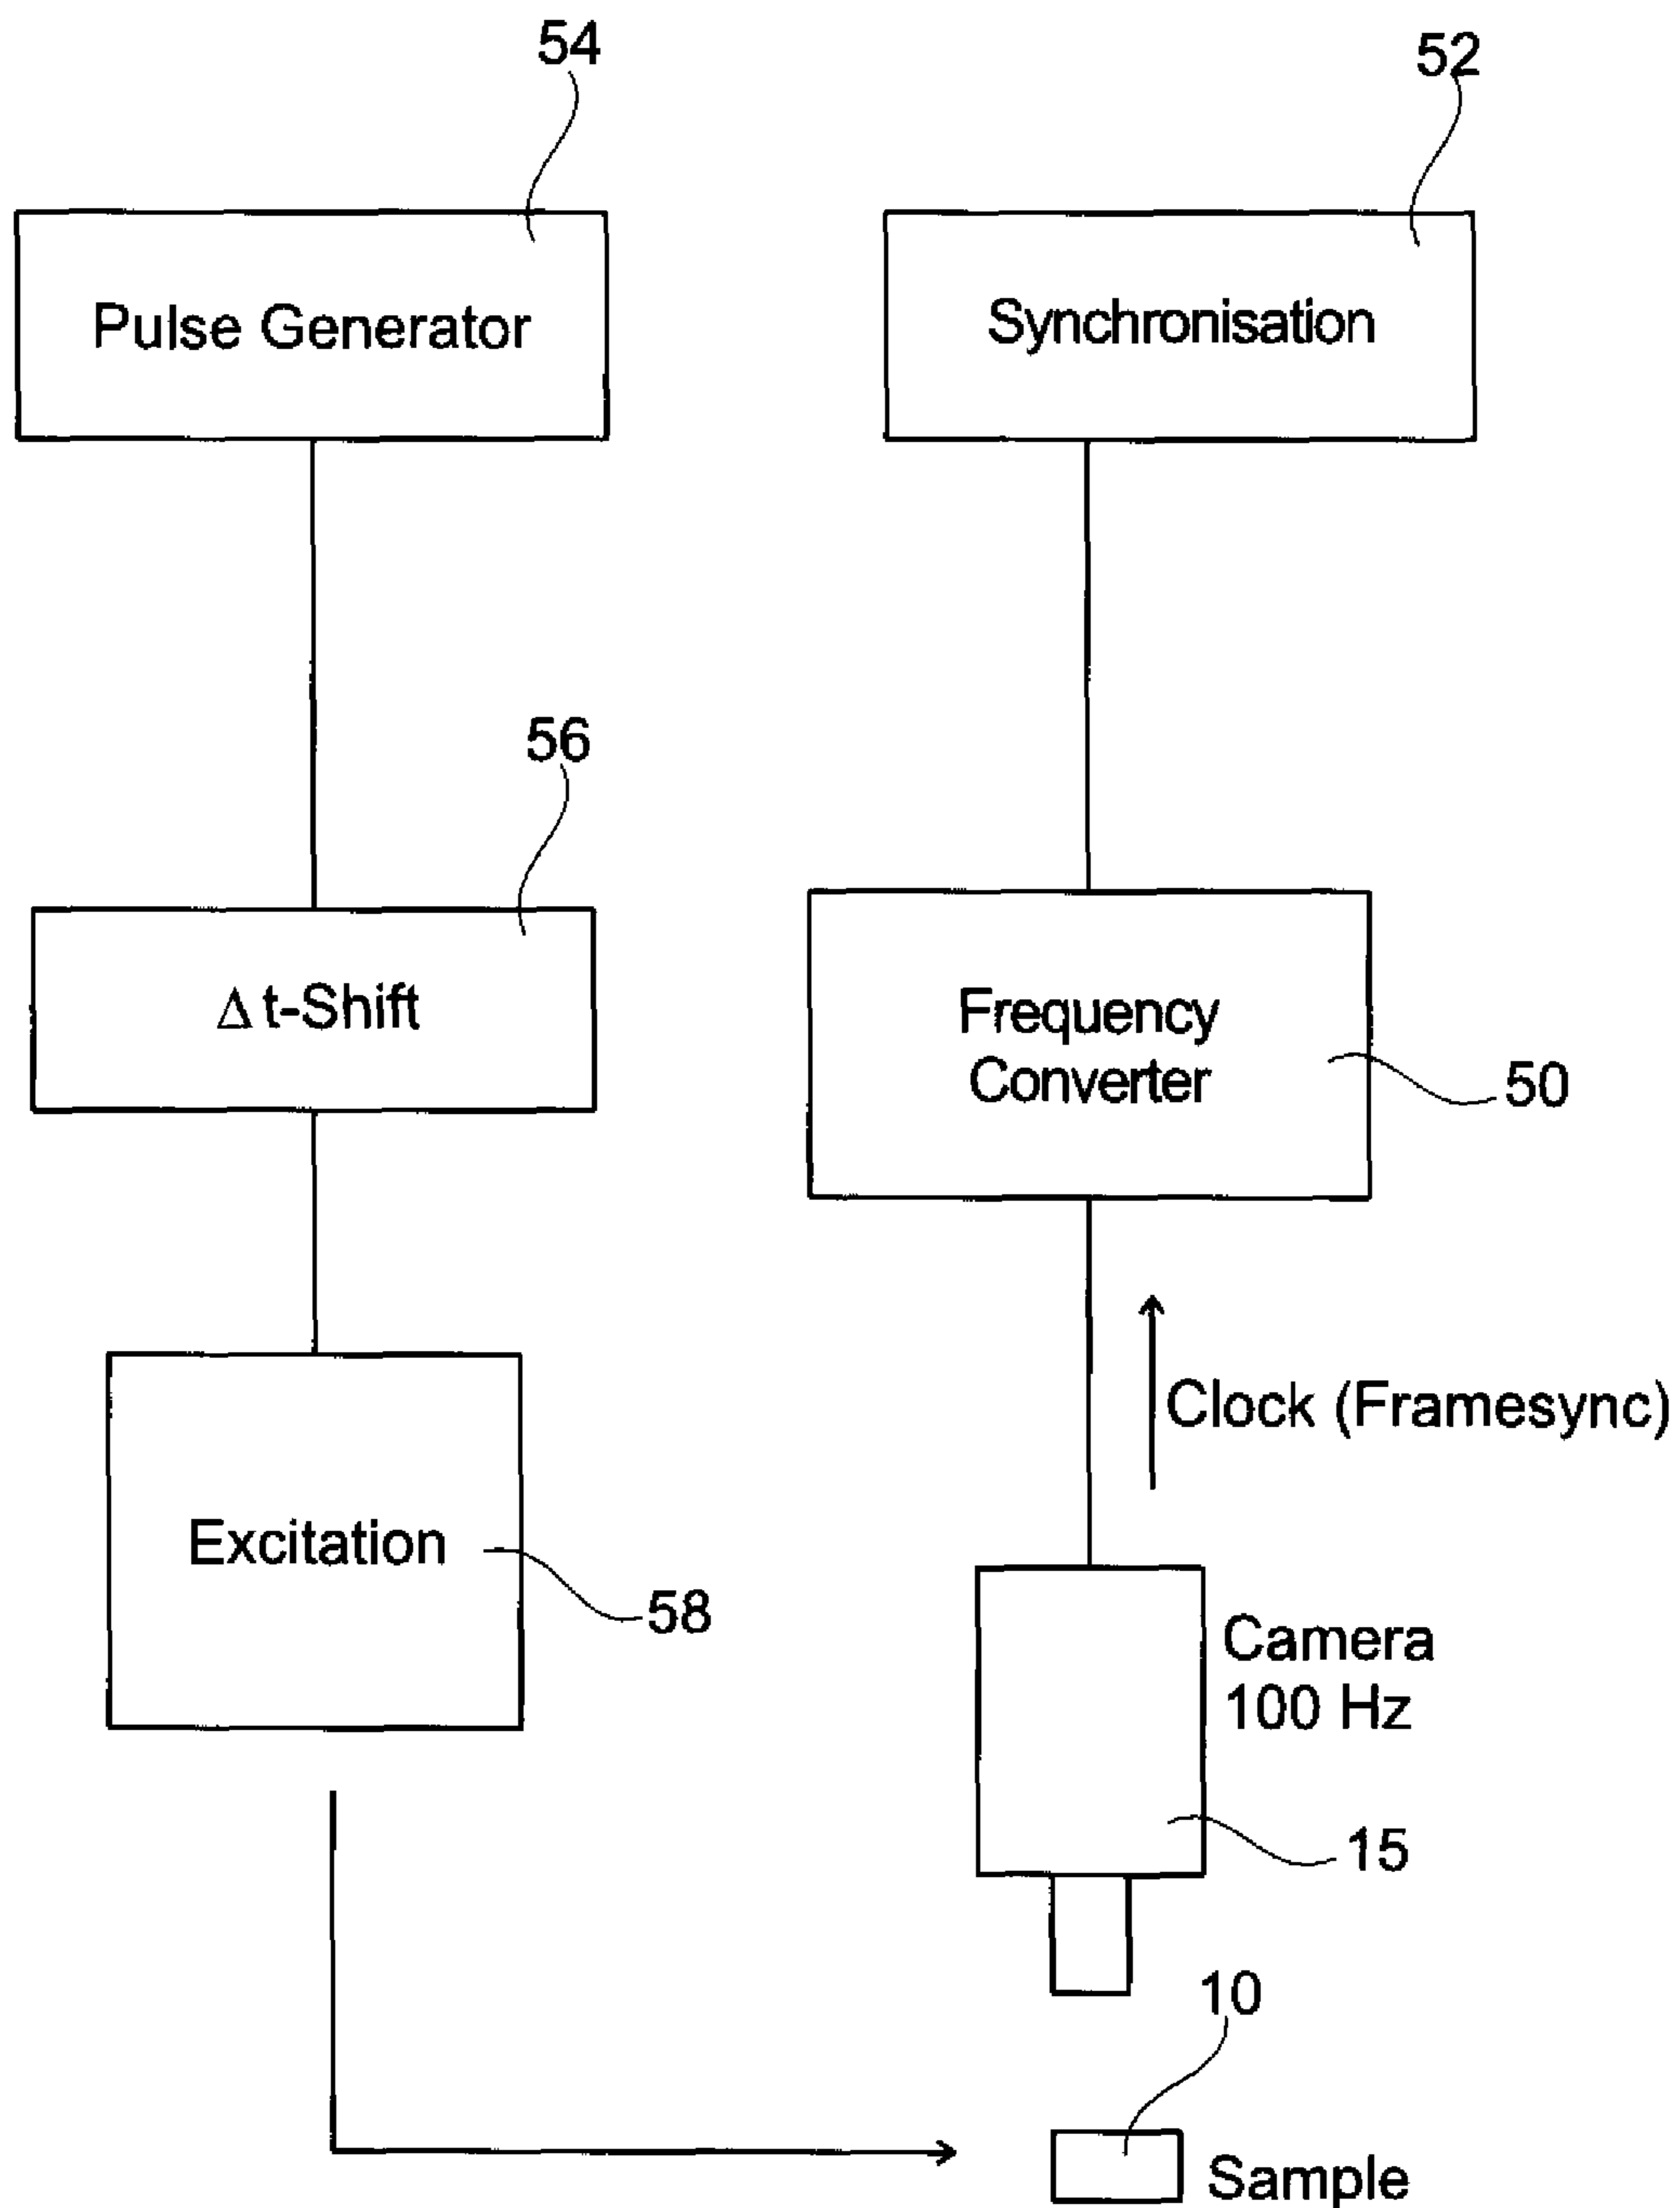 54
52
Pulse Generator
Synchronisation
56
Δt-Shift
Frequency
Converter
50
Clock (Framesync)
Excitation
58
Camera
100 Hz
15
10
Sample